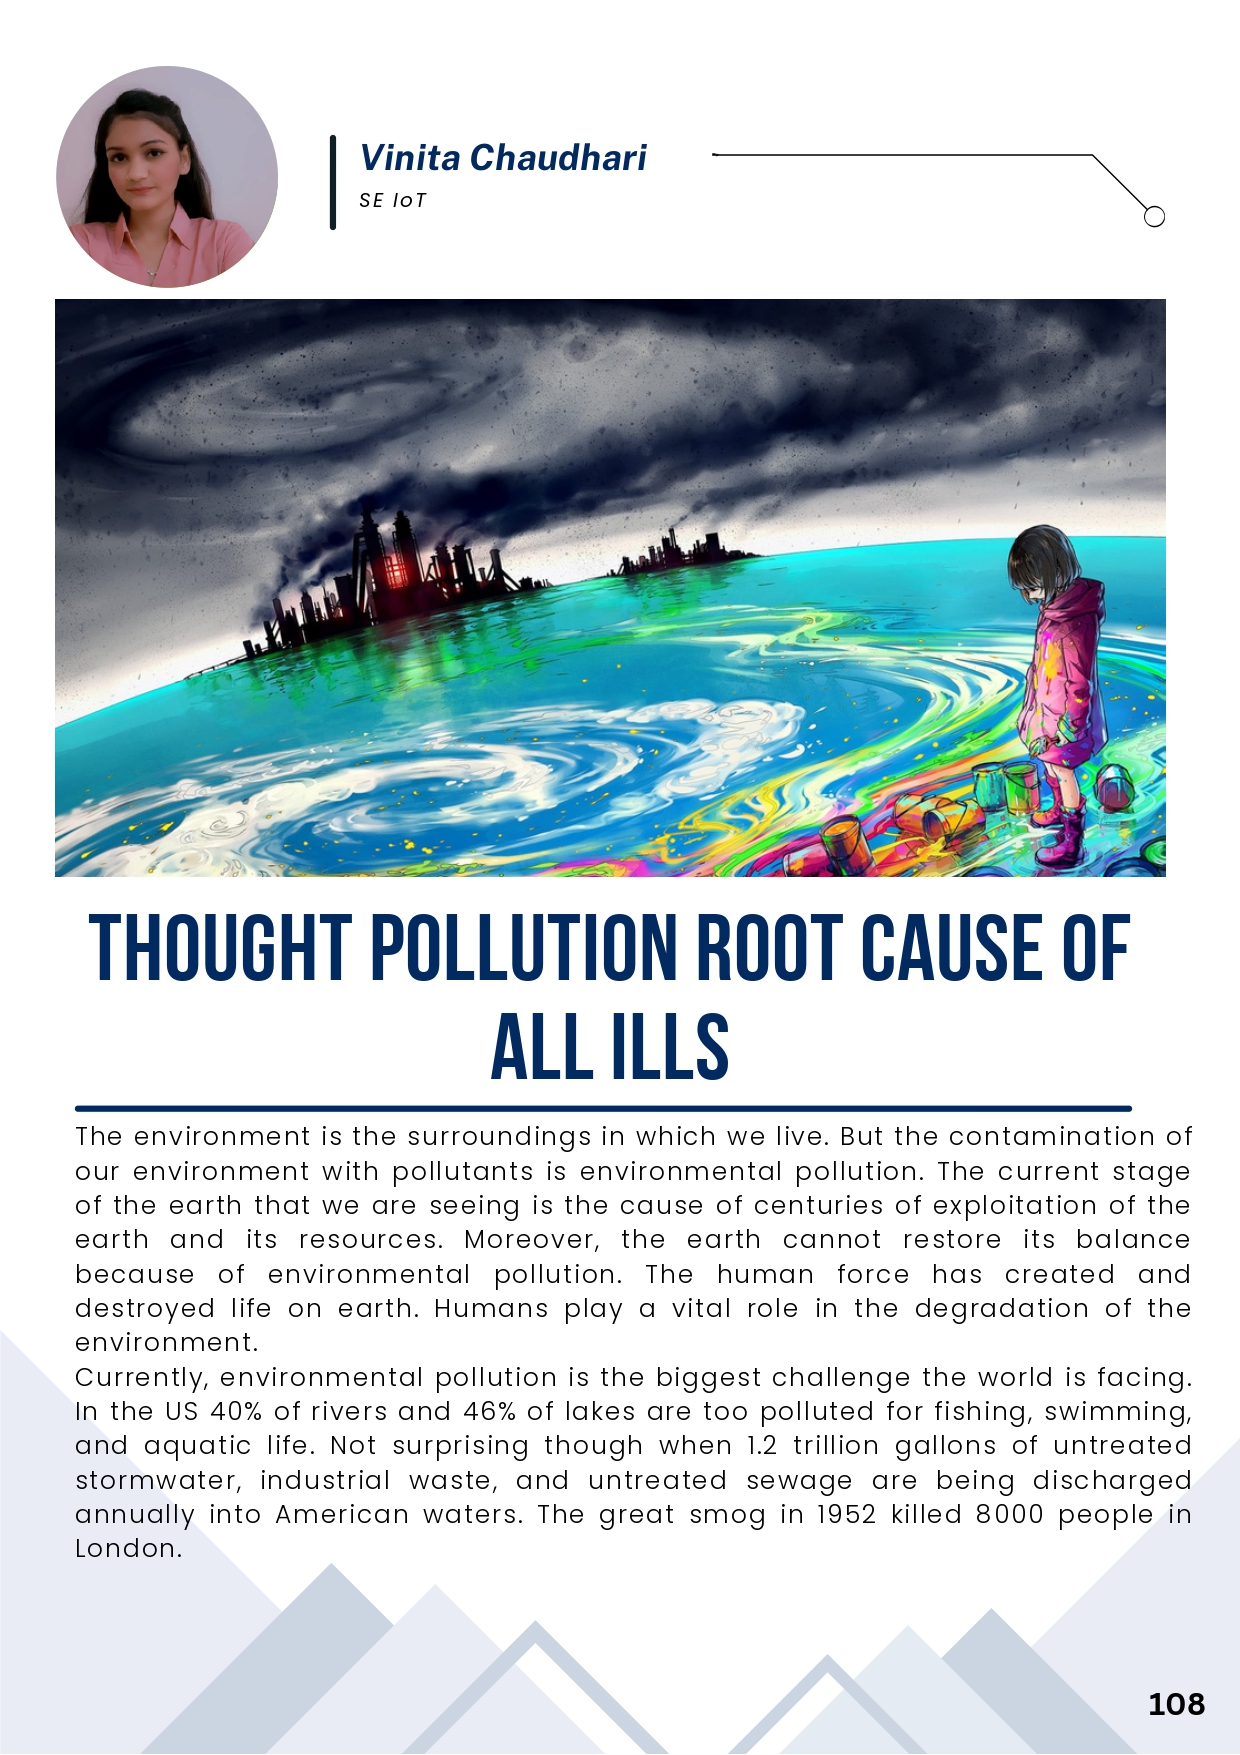 Vinita Chaudhari
SE IoT
THOUGHT POLLUTION ROOT CAUSE OF
ALL ILLS
The environment is the surroundings in which we live. But the contamination of
our environment with pollutants is environmental pollution. The current stage
of the earth that we are seeing is the cause of centuries of exploitation of the
earth and its resources. Moreover, the earth cannot restore its balance
because of environmental pollution. The human force has created and
destroyed life on earth. Humans play a vital role in the degradation of the
environment.
Currently, environmental pollution is the biggest challenge the world is facing.
In the US 40% of rivers and 46% of lakes are too polluted for fishing, swimming,
and aquatic life. Not surprising though when 1.2 trillion gallons of untreated
stormwater, industrial waste, and untreated sewage are being discharged
annually into American waters. The great smog in 1952 killed 8000 people in
London.
108